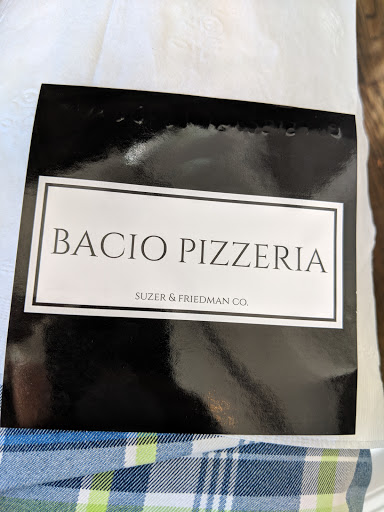 BACIO PIZZERIA
SUZER & FRIEDMAN CO.